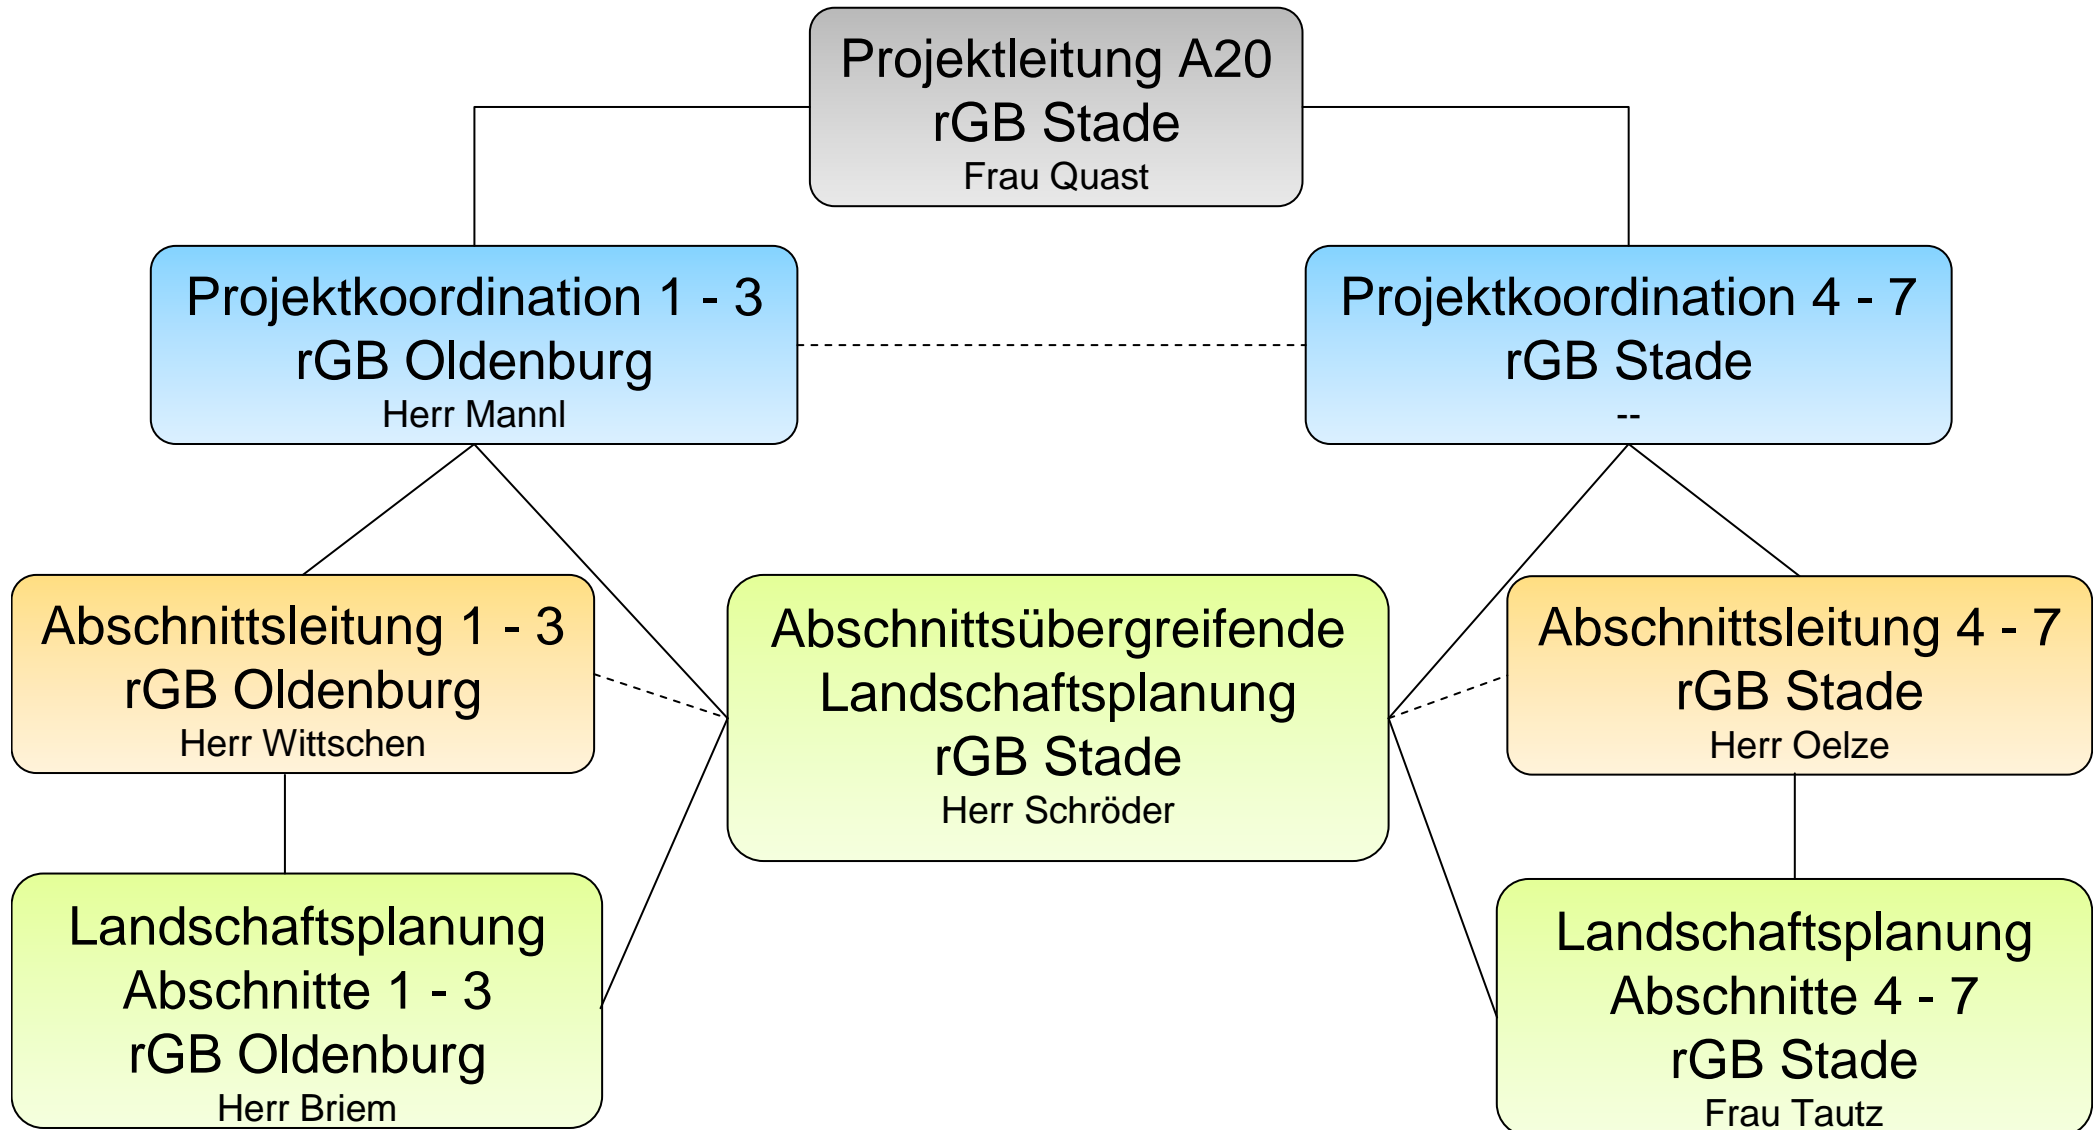 Projektleitung A20
rGB Stade
Frau Quast
Projektkoordination 1 - 3
rGB Oldenburg
Herr Mannl
Projektkoordination 4 - 7
rGB Stade
--
Abschnittsleitung 1 - 3
rGB Oldenburg
Herr Wittschen
Abschnittsübergreifende
Landschaftsplanung
rGB Stade
Herr Schröder
Abschnittsleitung 4 - 7
rGB Stade
Herr Oelze
Landschaftsplanung
Abschnitte 1 - 3
rGB Oldenburg
Herr Briem
Landschaftsplanung
Abschnitte 4 - 7
rGB Stade
Frau Tautz